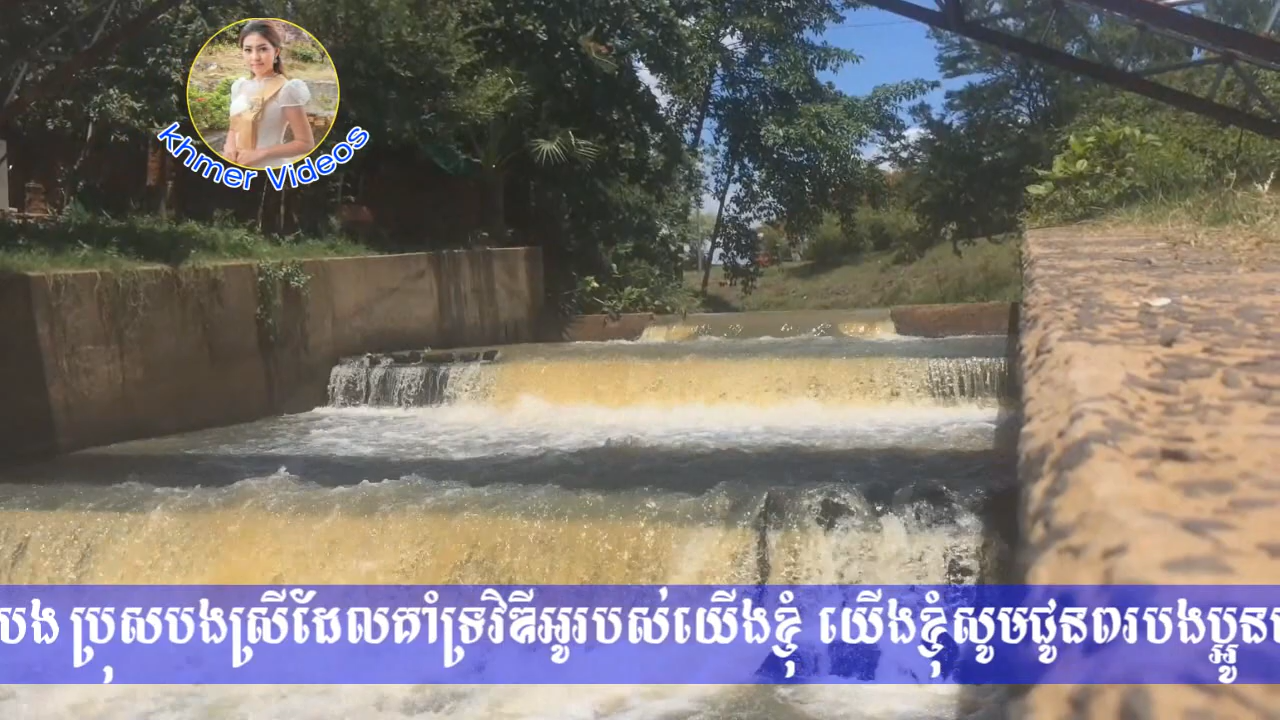 khmer Videos
បង ប្រុសបងស្រីដែលគាំទ្រវិឌីអូរបស់យើងខ្ញុំ យើងខ្ញុំសូមជូនពរបងប្អូន